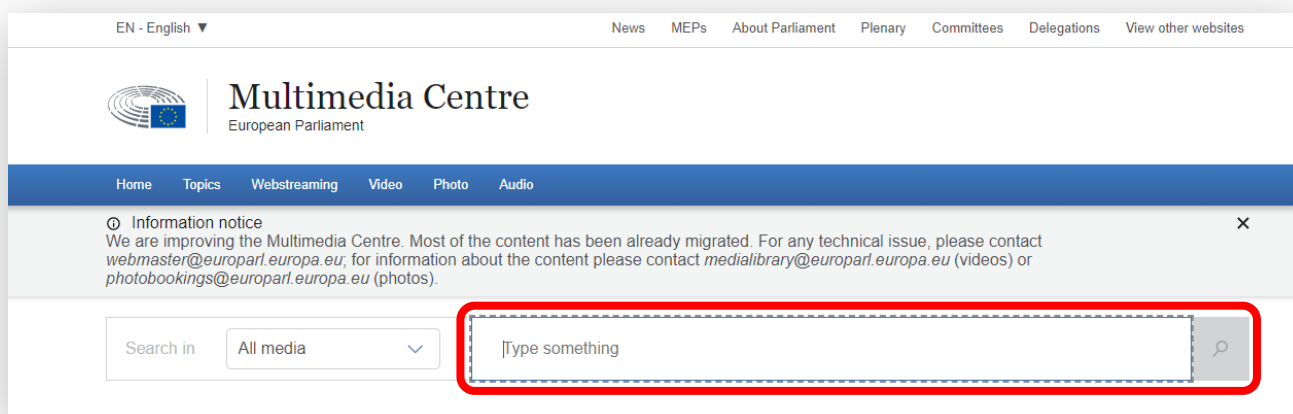 EN - English ▼ News MEPs About Parliament Plenary Committees Delegations View other websites
Multimedia Centre
European Parliament
Home Topics Webstreaming Video Photo Audio
Information notice
We are improving the Multimedia Centre. Most of the content has been already migrated. For any technical issue, please contact
webmaster@europarl.europa.eu; for information about the content please contact medialibrary@europarl.europa.eu (videos) or
photobookings@europarl.europa.eu (photos).
Search in All media Type something